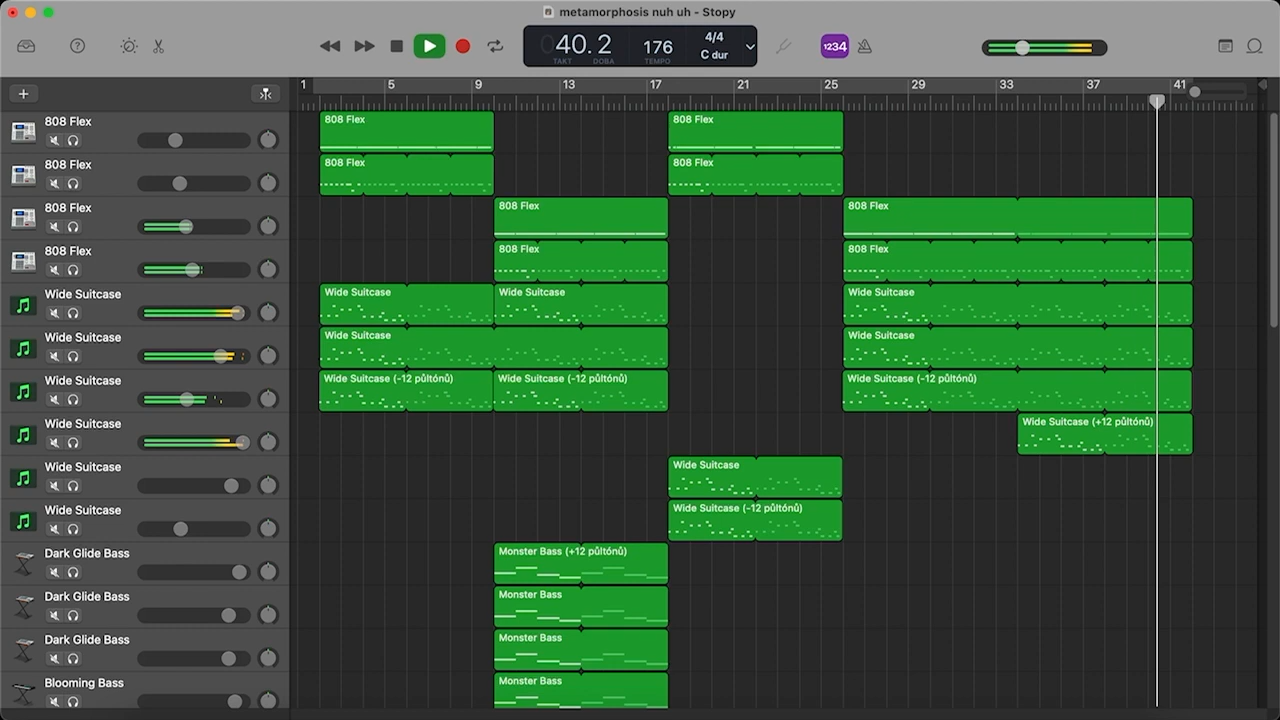 metamorphosis nuh uh - Stopy
040. 2
TAKT DOBA
176
TEMPO
4/4
C dur
1234
1 5 9 13 17 21 25 29 33 37 41
808 Flex
808 Flex 808 Flex
808 Flex
808 Flex 808 Flex
808 Flex
808 Flex 808 Flex
808 Flex
808 Flex 808 Flex
Wide Suitcase
Wide Suitcase Wide Suitcase Wide Suitcase
Wide Suitcase
Wide Suitcase Wide Suitcase
Wide Suitcase
Wide Suitcase (-12 půltónů) Wide Suitcase (-12 půltónů) Wide Suitcase (-12 půltónů)
Wide Suitcase
Wide Suitcase (+12 půltónů)
Wide Suitcase
Wide Suitcase
Wide Suitcase
Wide Suitcase (-12 půltónů)
Dark Glide Bass
Monster Bass (+12 půltónů)
Dark Glide Bass
Monster Bass
Dark Glide Bass
Monster Bass
Blooming Bass
Monster Bass